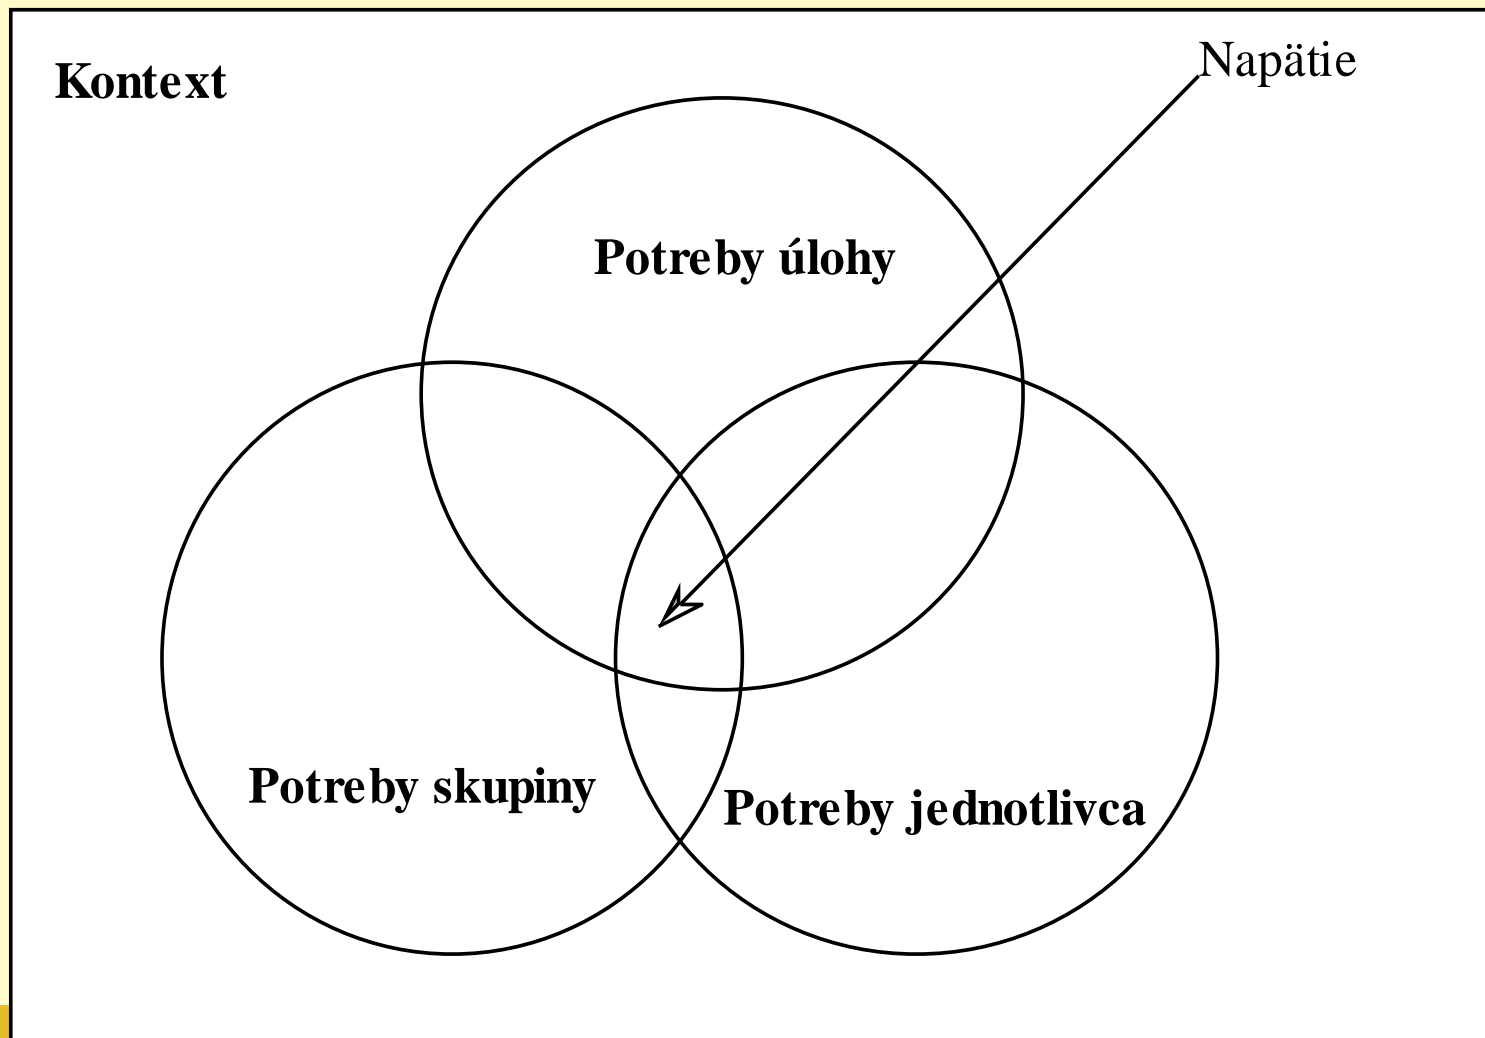 Kontext
Napätie
Potreby úlohy
Potreby skupiny
Potreby jednotlivca